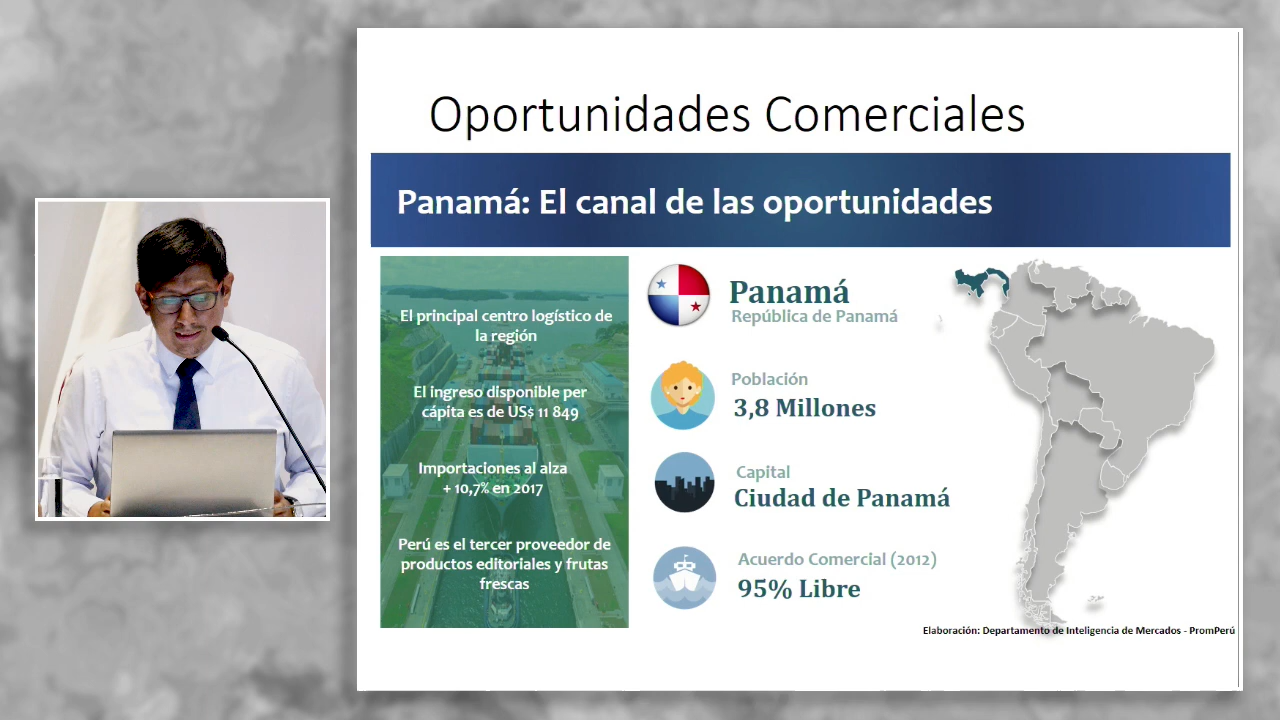 Oportunidades Comerciales
Panamá: El canal de las oportunidades
El principal centro logístico de
la región
El ingreso disponible per
cápita es de US$ 11 849
Importaciones al alza
+ 10,7% en 2017
Perú es el tercer proveedor de
productos editoriales y frutas
frescas
Panamá
República de Panamá
Población
3,8 Millones
Capital
Ciudad de Panamá
Acuerdo Comercial (2012)
95% Libre
Elaboración: Departamento de Inteligencia de Mercados - PromPerú